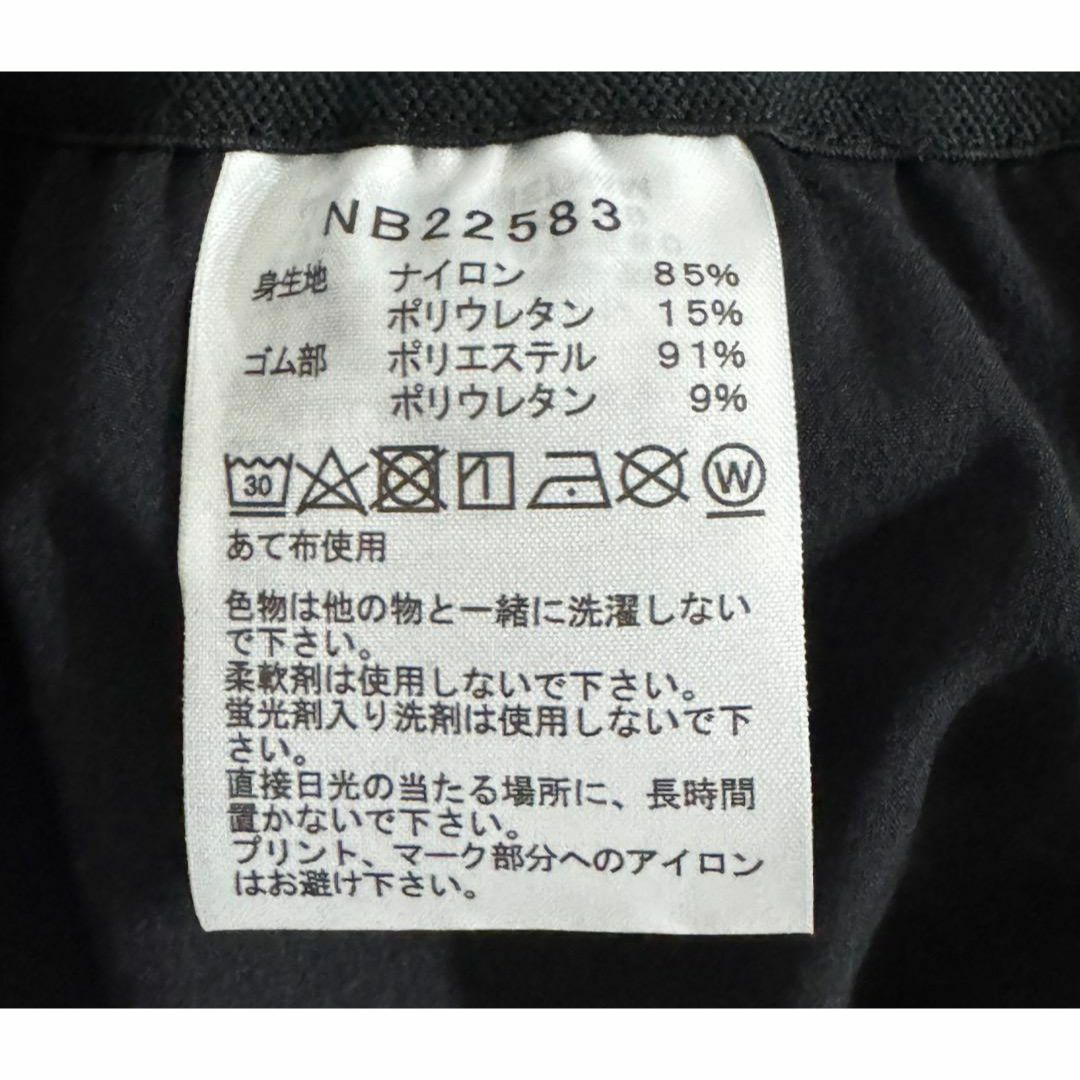 NB22583
身生地 ナイロン 85%
ポリウレタン 15%
ゴム部 ポリエステル 91%
ポリウレタン 9%
30 W
あて布使用
色物は他の物と一緒に洗濯しない
で下さい。
柔軟剤は使用しないで下さい。
蛍光剤入り洗剤は使用しないで下
さい。
直接日光の当たる場所に、長時間
置かないで下さい。
プリント、マーク部分へのアイロン
はお避け下さい。